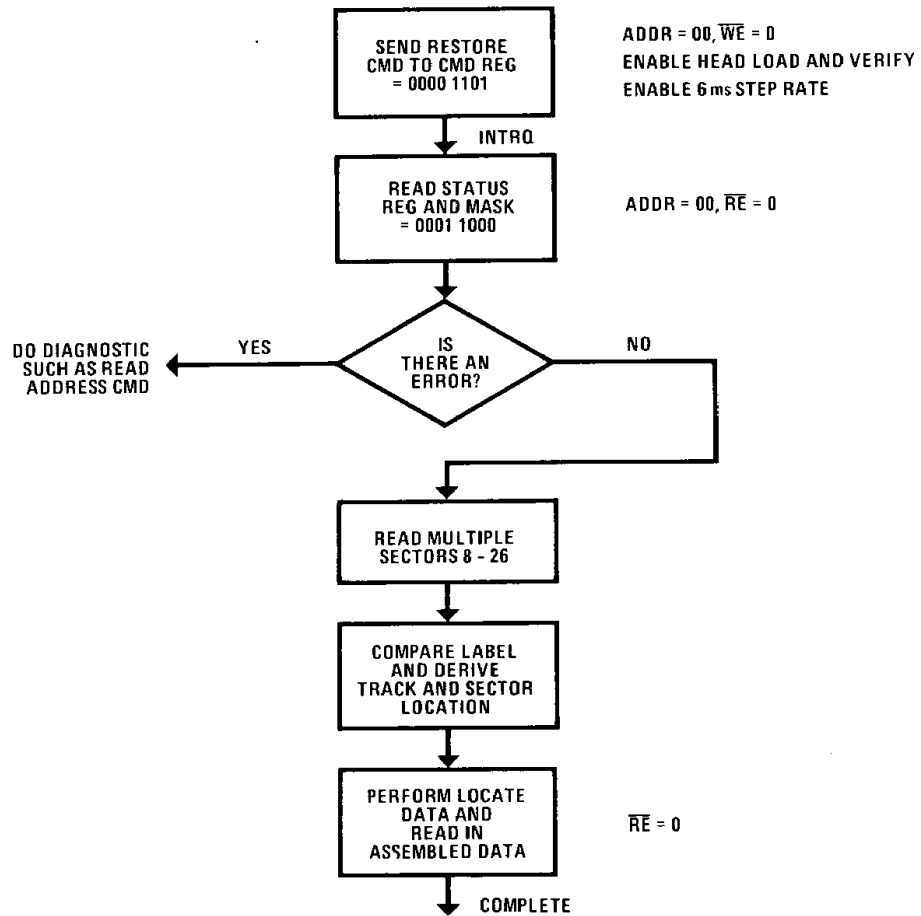 SEND RESTORE
CMD TO CMD REG
= 0000 1101
ADDR = 00, W̅E̅ = 0
ENABLE HEAD LOAD AND VERIFY
ENABLE 6 ms STEP RATE
INTRQ
READ STATUS
REG AND MASK
= 0001 1000
ADDR = 00, R̅E̅ = 0
IS
THERE AN
ERROR?
YES
NO
DO DIAGNOSTIC
SUCH AS READ
ADDRESS CMD
READ MULTIPLE
SECTORS 8 - 26
COMPARE LABEL
AND DERIVE
TRACK AND SECTOR
LOCATION
PERFORM LOCATE
DATA AND
READ IN
ASSEMBLED DATA
R̅E̅ = 0
COMPLETE